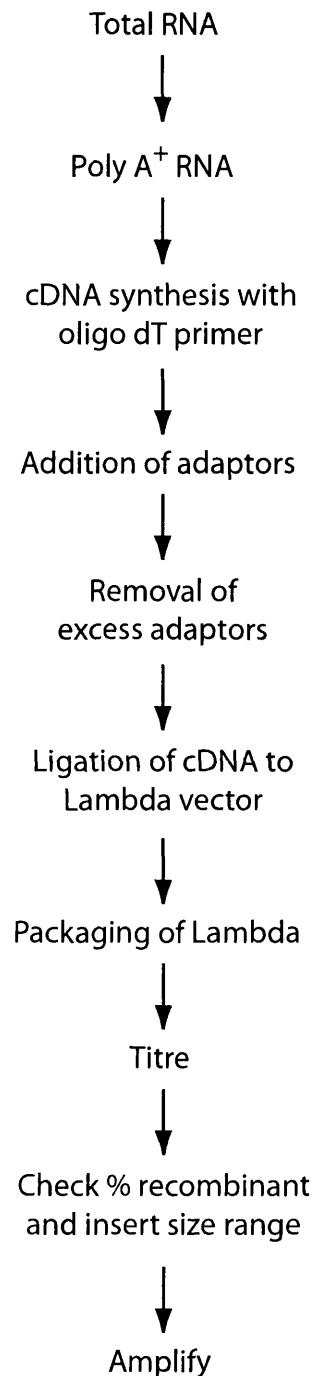 Total RNA
Poly A⁺ RNA
cDNA synthesis with
oligo dT primer
Addition of adaptors
Removal of
excess adaptors
Ligation of cDNA to
Lambda vector
Packaging of Lambda
Titre
Check % recombinant
and insert size range
Amplify